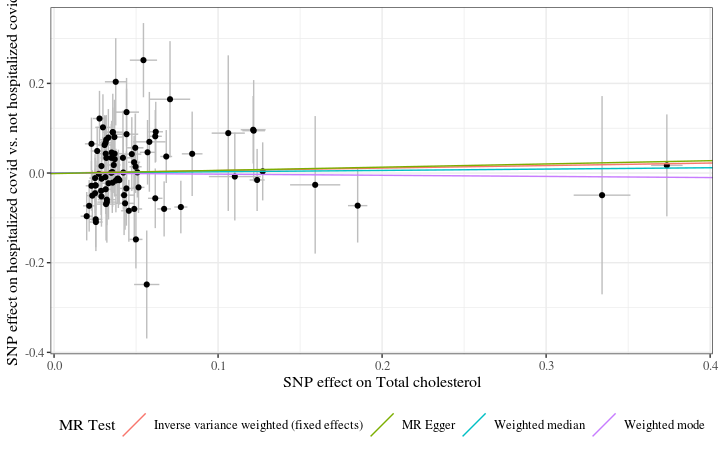 SNP effect on hospitalized covid vs. not hospitalized covid
0.2
0.0
-0.2
-0.4
0.0 0.1 0.2 0.3 0.4
SNP effect on Total cholesterol
MR Test Inverse variance weighted (fixed effects) MR Egger Weighted median Weighted mode